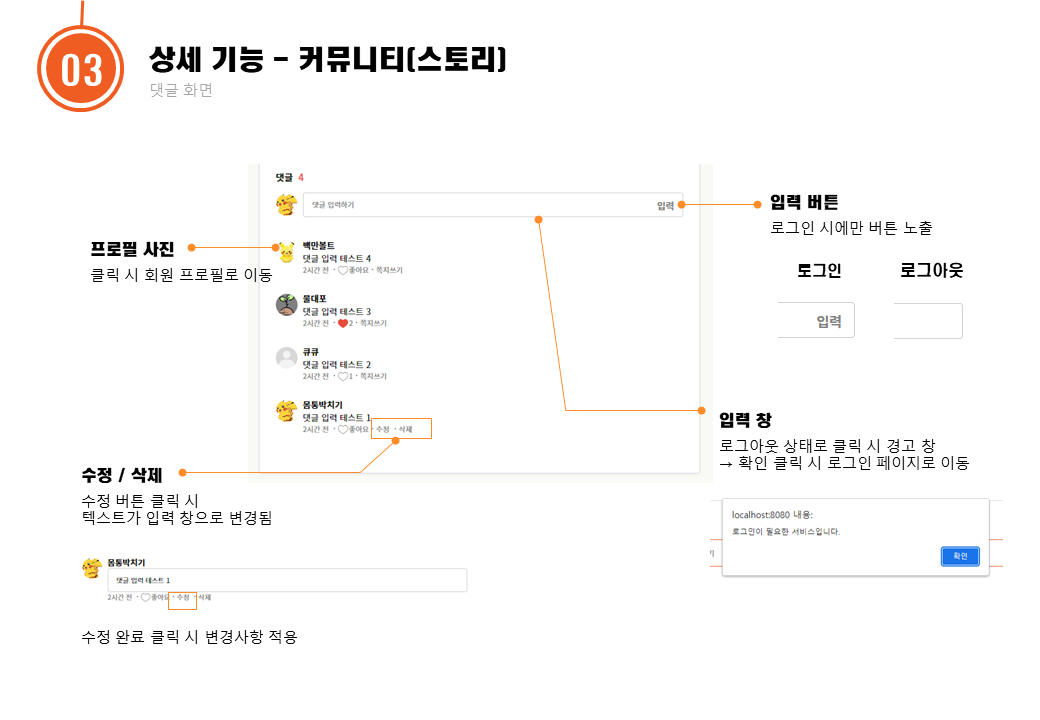 03
상세 기능 - 커뮤니티(스토리)
댓글 화면
댓글 4
댓글 입력하기
입력
백만볼트
댓글 입력 테스트 4
2시간 전 · 좋아요 · 쪽지쓰기
물대포
댓글 입력 테스트 3
2시간 전 · 2 · 쪽지쓰기
큐큐
댓글 입력 테스트 2
2시간 전 · 1 · 쪽지쓰기
몸통박치기
댓글 입력 테스트 1
2시간 전 · 좋아요 · 수정 · 삭제
프로필 사진
클릭 시 회원 프로필로 이동
입력 버튼
로그인 시에만 버튼 노출
로그인
로그아웃
입력
입력 창
로그아웃 상태로 클릭 시 경고 창
→ 확인 클릭 시 로그인 페이지로 이동
localhost:8080 내용:
로그인이 필요한 서비스입니다.
확인
수정 / 삭제
수정 버튼 클릭 시
텍스트가 입력 창으로 변경됨
몸통박치기
댓글 입력 테스트 1
2시간 전 · 좋아요 · 수정 · 삭제
수정 완료 클릭 시 변경사항 적용